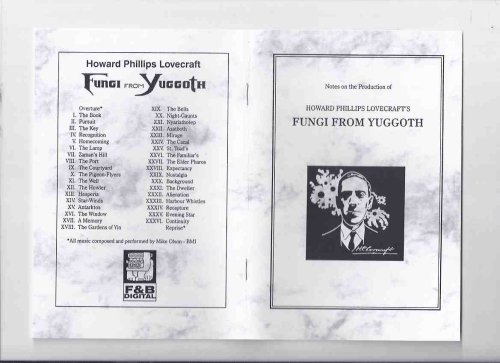 Howard Phillips Lovecraft
FUNGI FROM YUGGOTH
Overture*
I. The Book
II. Pursuit
III. The Key
IV. Recognition
V. Homecoming
VI. The Lamp
VII. Zaman's Hill
VIII. The Port
IX. The Courtyard
X. The Pigeon-Flyers
XI. The Well
XII. The Howler
XIII. Hesperia
XIV. Star-Winds
XV. Antarktos
XVI. The Window
XVII. A Memory
XVIII. The Gardens of Yin
XIX. The Bells
XX. Night-Gaunts
XXI. Nyarlathotep
XXII. Azathoth
XXIII. Mirage
XXIV. The Canal
XXV. St. Toad's
XXVI. The Familiar's
XXVII. The Elder Pharos
XXVIII. Expectancy
XXIX. Nostalgia
XXX. Background
XXXI. The Dweller
XXXII. Alienation
XXXIII. Harbour Whistles
XXXIV. Recapture
XXXV. Evening Star
XXXVI. Continuity
Reprise*
*All music composed and performed by Mike Olson - BMI
F&B
DIGITAL
Notes on the Production of
HOWARD PHILLIPS LOVECRAFT'S
FUNGI FROM YUGGOTH
HPLovecraft